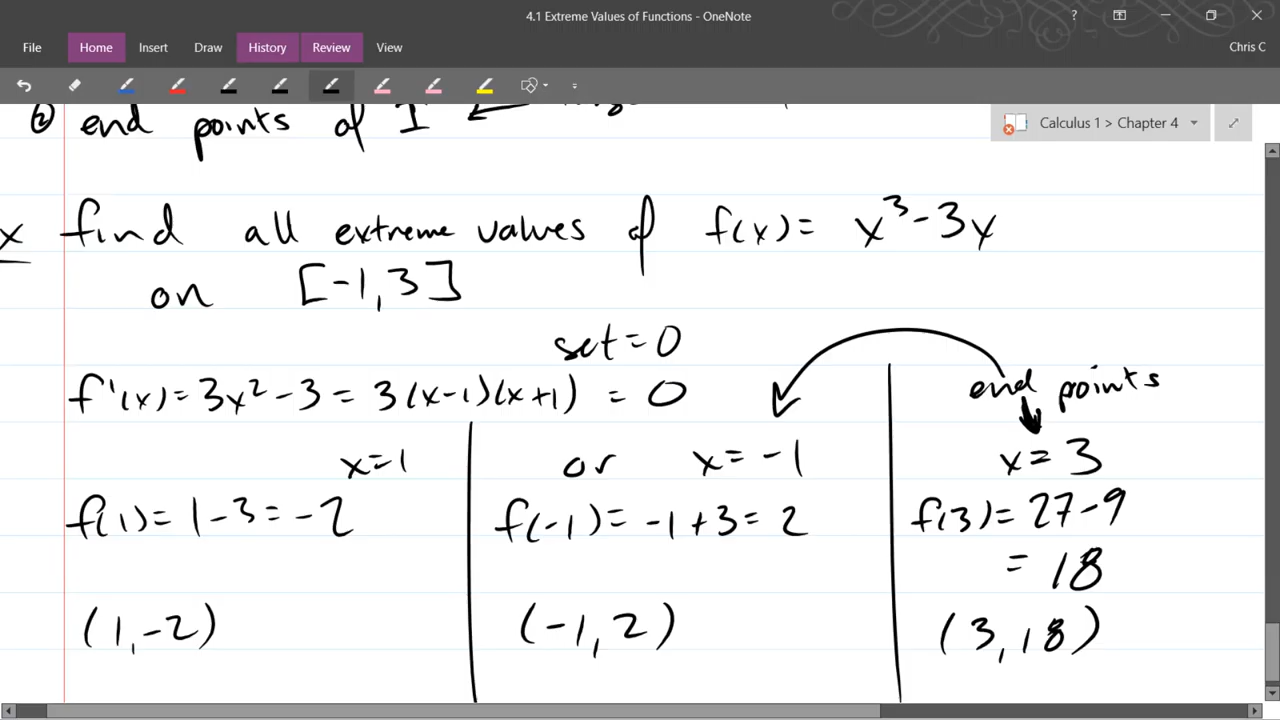 4.1 Extreme Values of Functions - OneNote
?
File Home Insert Draw History Review View
Chris C
② end points of I ←
Calculus 1 > Chapter 4
x find all extreme values of f(x) = x³-3x
on [-1,3]
set = 0
f'(x) = 3x² - 3 = 3(x-1)(x+1) = 0
end points
x=1
or x = -1
x = 3
f(1) = 1-3 = -2
f(-1) = -1+3 = 2
f(3) = 27-9
= 18
(1,-2)
(-1,2)
(3,18)